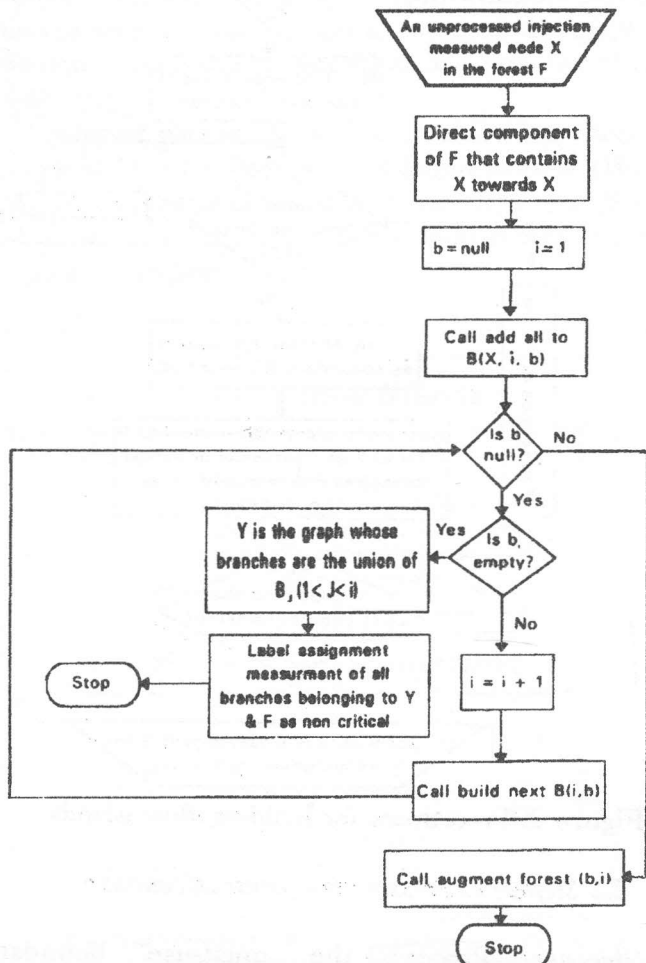 An unprocessed injection
measured node X
in the forest F
Direct component
of F that contains
X towards X
b = null i = 1
Call add all to
B(X, i, b)
Is b
null?
No
Yes
Is b,
empty?
Yes
No
Y is the graph whose
branches are the union of
B, (1< J< i)
Label assignment
measurment of all
branches belonging to Y
& F as non critical
Stop
i = i + 1
Call build next B(i,b)
Call augment forest (b,i)
Stop